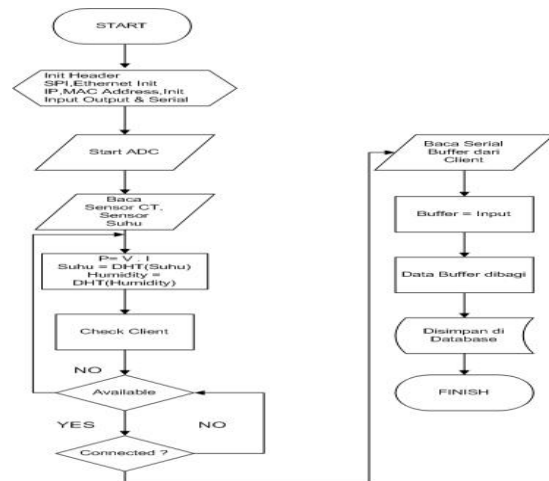 START
Init Header
SPI,Ethernet Init
IP,MAC Address,Init
Input Output & Serial
Start ADC
Baca
Sensor CT,
Sensor
Suhu
P= V . I
Suhu = DHT(Suhu)
Humidity =
DHT(Humidity)
Check Client
NO
Available
YES
NO
Connected ?
Baca Serial
Buffer dari
Client
Buffer = Input
Data Buffer dibagi
Disimpan di
Database
FINISH